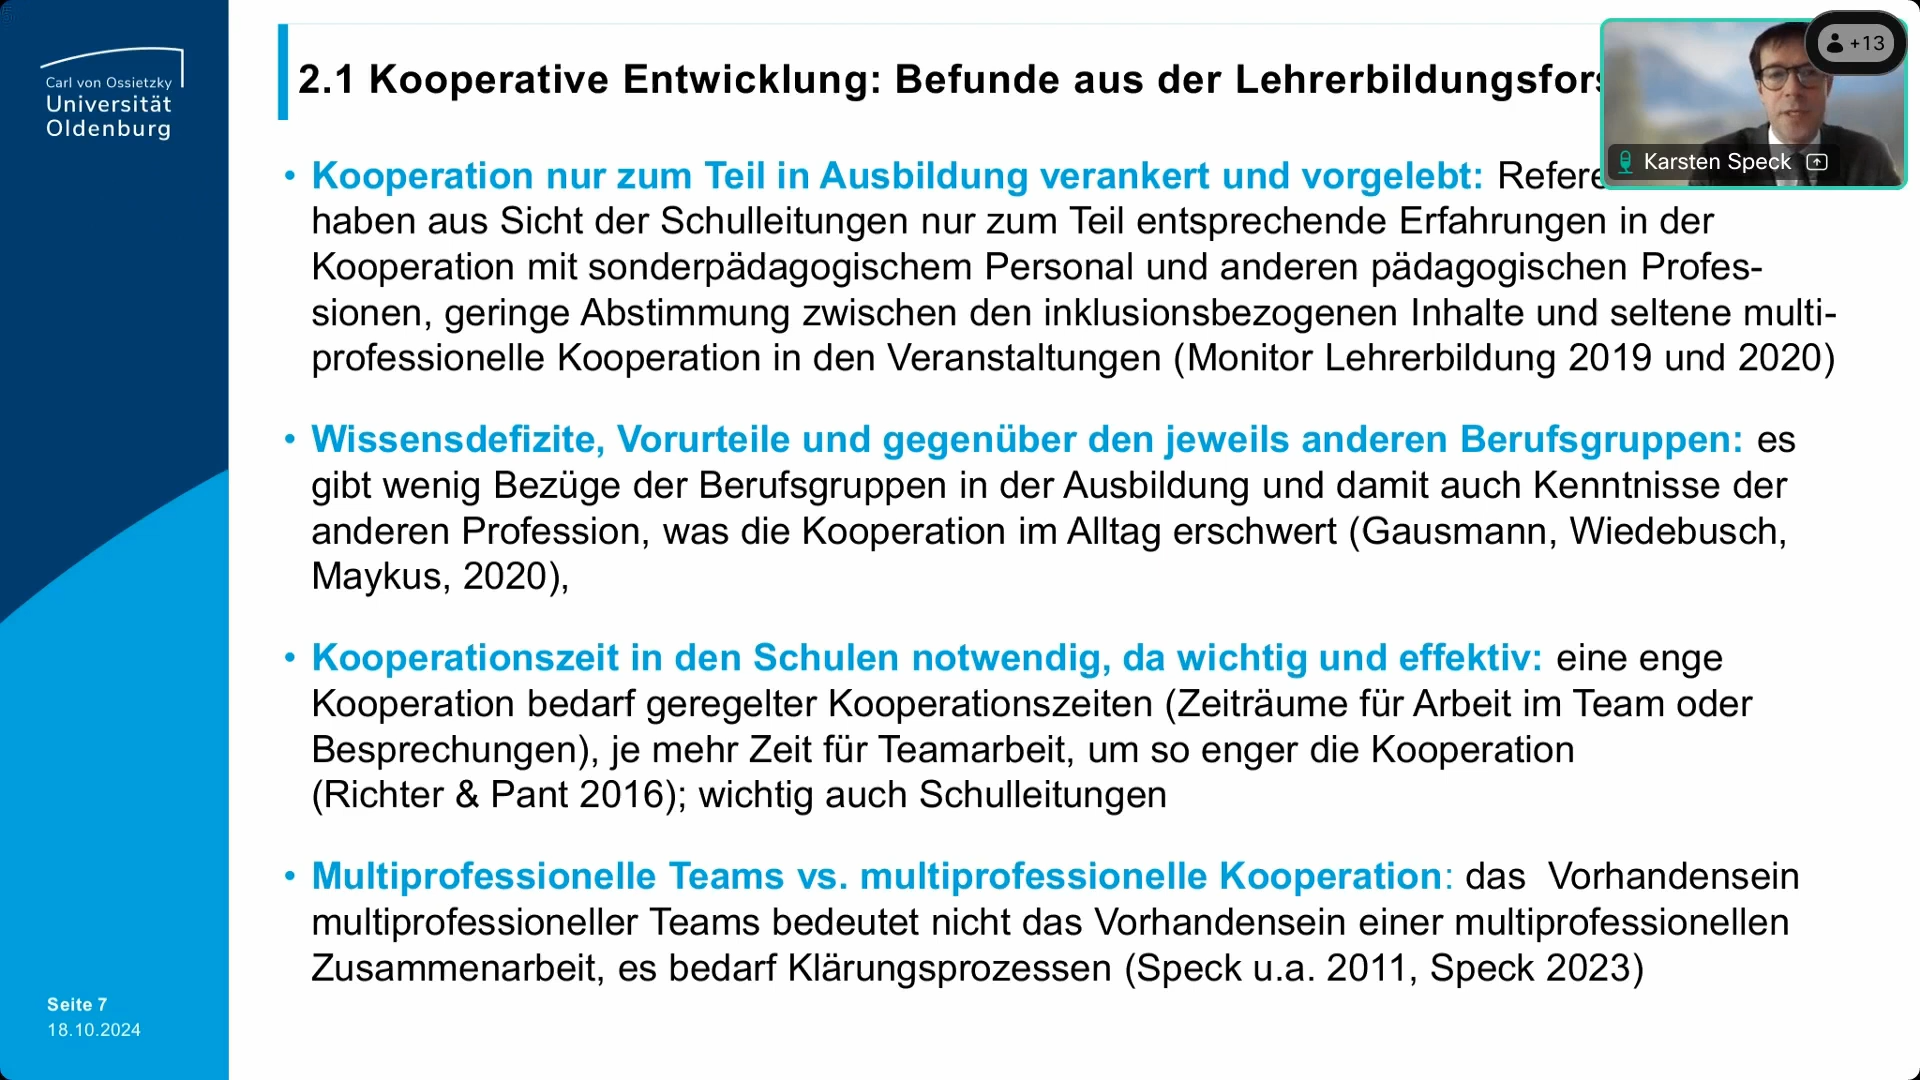 Carl von Ossietzky
Universität
Oldenburg
2.1 Kooperative Entwicklung: Befunde aus der
+13
Karsten Speck
• Kooperation nur zum Teil in Ausbildung verankert und vorgelebt:
haben aus Sicht der Schulleitungen nur zum Teil entsprechende Erfahrungen in der
Kooperation mit sonderpädagogischem Personal und anderen pädagogischen Profes-
sionen, geringe Abstimmung zwischen den inklusionsbezogenen Inhalte und seltene multi-
professionelle Kooperation in den Veranstaltungen (Monitor Lehrerbildung 2019 und 2020)
• Wissensdefizite, Vorurteile und gegenüber den jeweils anderen Berufsgruppen: es
gibt wenig Bezüge der Berufsgruppen in der Ausbildung und damit auch Kenntnisse der
anderen Profession, was die Kooperation im Alltag erschwert (Gausmann, Wiedebusch,
Maykus, 2020),
• Kooperationszeit in den Schulen notwendig, da wichtig und effektiv: eine enge
Kooperation bedarf geregelter Kooperationszeiten (Zeiträume für Arbeit im Team oder
Besprechungen), je mehr Zeit für Teamarbeit, um so enger die Kooperation
(Richter & Pant 2016); wichtig auch Schulleitungen
• Multiprofessionelle Teams vs. multiprofessionelle Kooperation: das Vorhandensein
multiprofessioneller Teams bedeutet nicht das Vorhandensein einer multiprofessionellen
Zusammenarbeit, es bedarf Klärungsprozessen (Speck u.a. 2011, Speck 2023)
Seite 7
18.10.2024